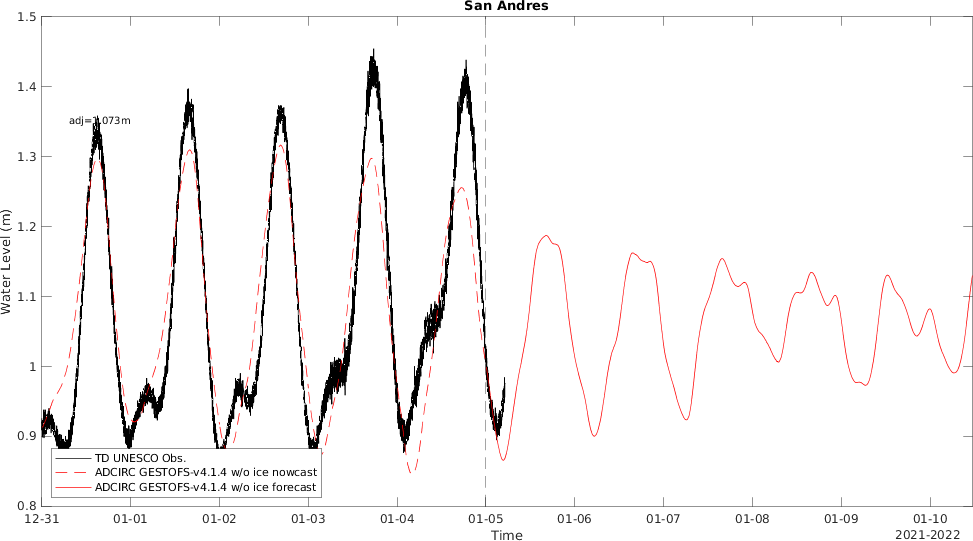 San Andres
1.5
1.4
1.3
1.2
1.1
1
0.9
0.8
Water Level (m)
adj=1.073m
TD UNESCO Obs.
ADCIRC GESTOFS-v4.1.4 w/o ice nowcast
ADCIRC GESTOFS-v4.1.4 w/o ice forecast
12-31 01-01 01-02 01-03 01-04 01-05 01-06 01-07 01-08 01-09 01-10
Time
2021-2022